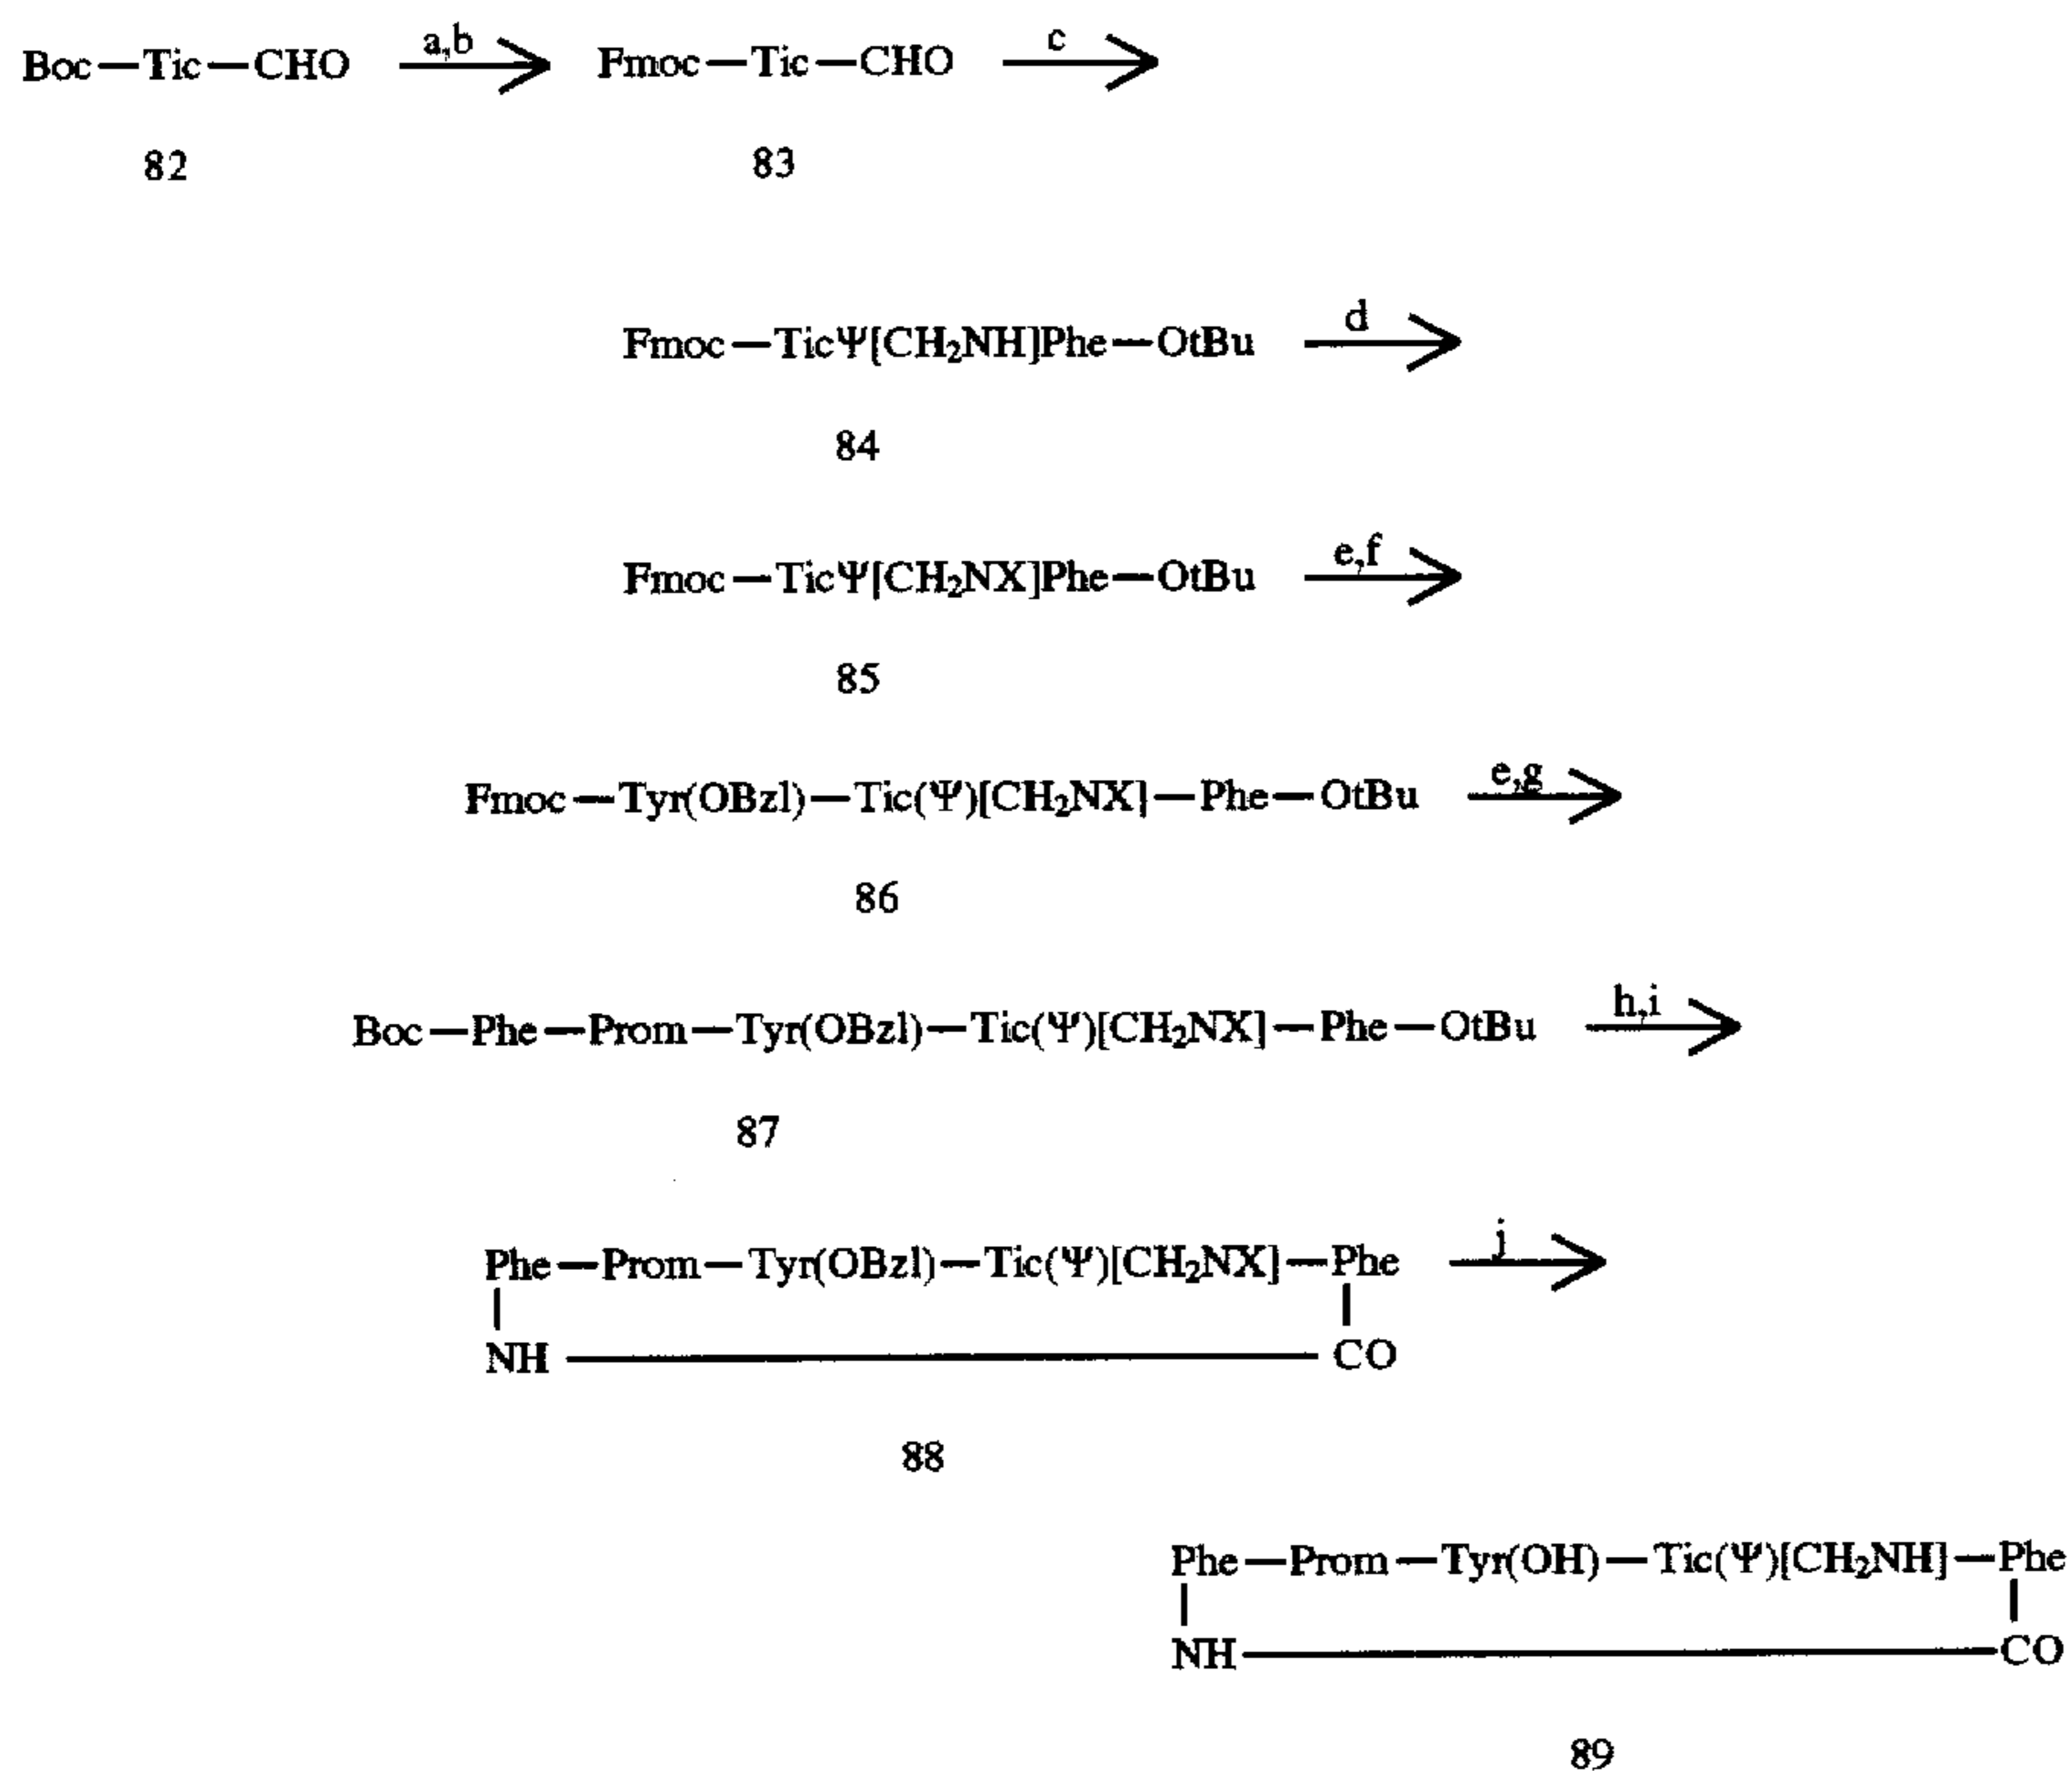 Boc—Tic—CHO a,b Fmoc—Tic—CHO c
82 83
Fmoc—TicΨ[CH₂NH]Phe—OtBu d
84
Fmoc—TicΨ[CH₂NX]Phe—OtBu e,f
85
Fmoc—Tyr(OBzl)—Tic(Ψ)[CH₂NX]—Phe—OtBu e,g
86
Boc—Phe—Prom—Tyr(OBzl)—Tic(Ψ)[CH₂NX]—Phe—OtBu h,i
87
Phe—Prom—Tyr(OBzl)—Tic(Ψ)[CH₂NX]—Phe j
NH CO
88
Phe—Prom—Tyr(OH)—Tic(Ψ)[CH₂NH]—Phe
NH CO
89